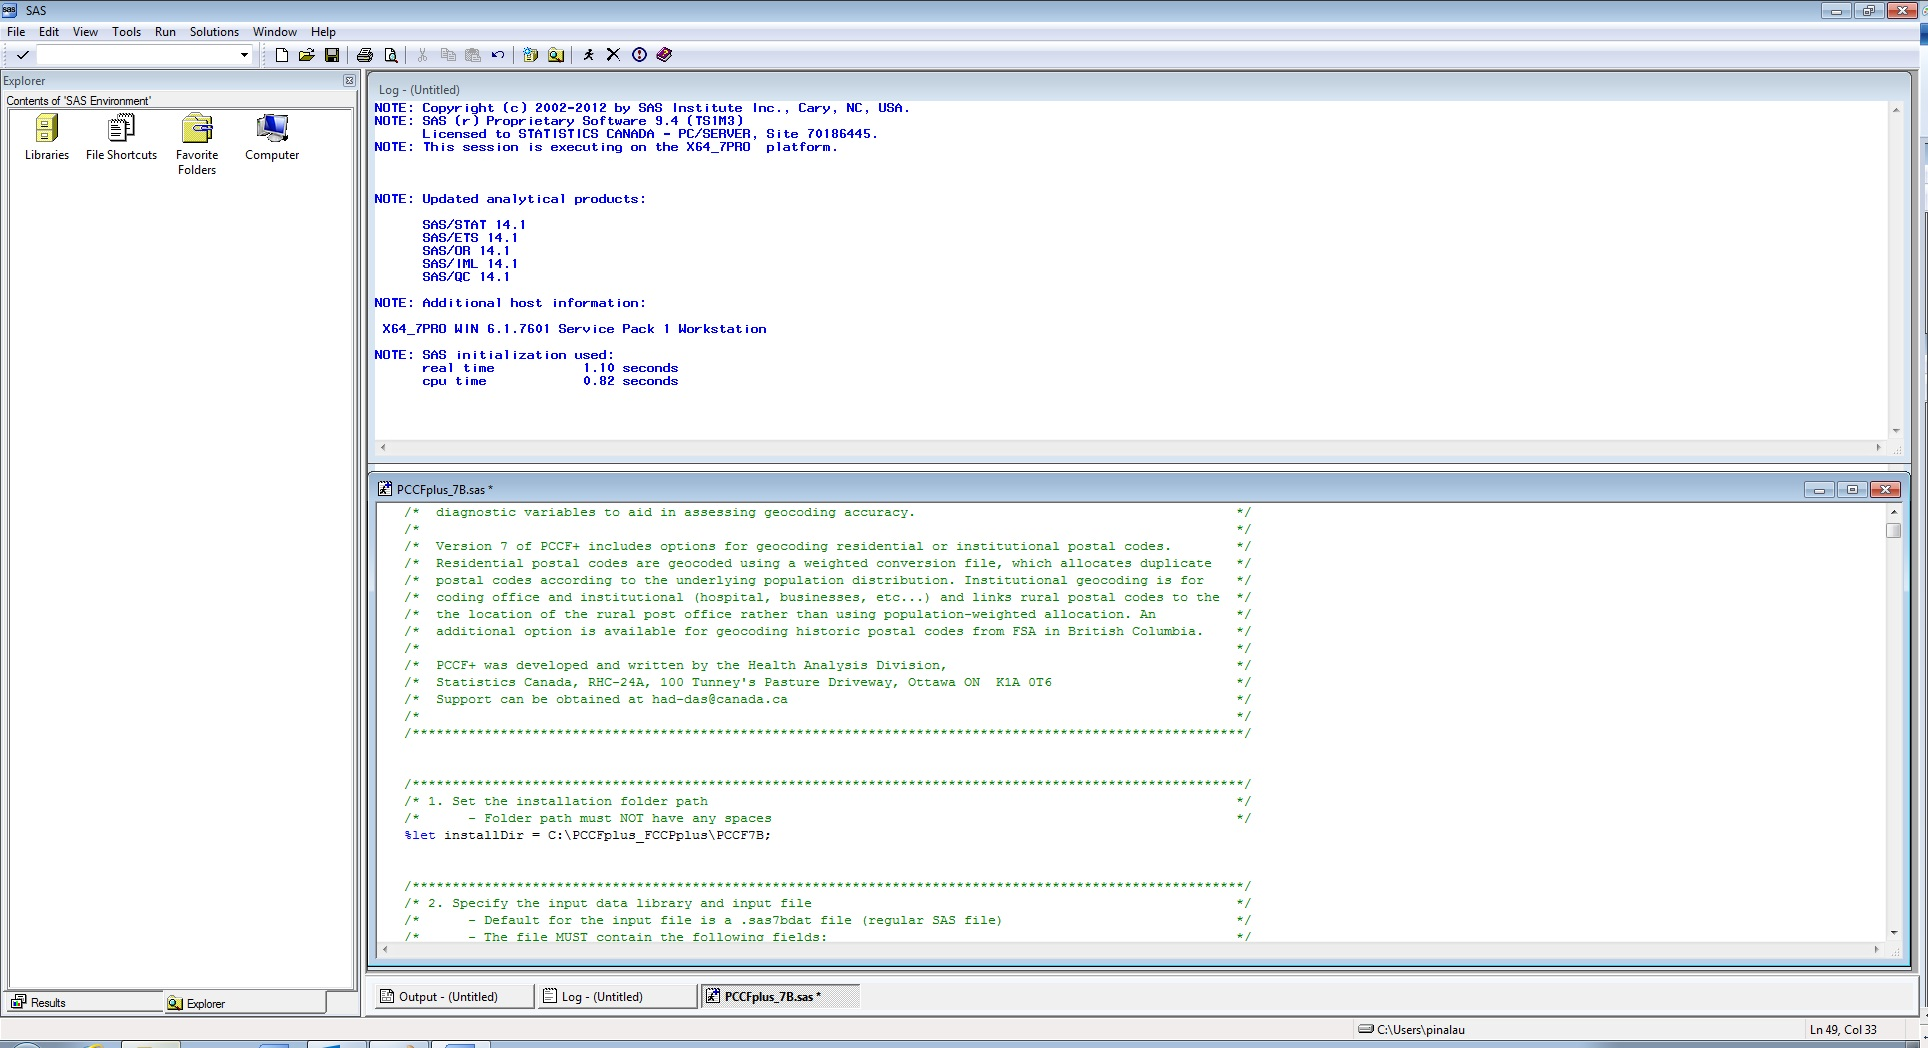 SAS
File Edit View Tools Run Solutions Window Help
Explorer
Contents of 'SAS Environment'
Libraries
File Shortcuts
Favorite Folders
Computer
Log - (Untitled)
NOTE: Copyright (c) 2002-2012 by SAS Institute Inc., Cary, NC, USA.
NOTE: SAS (r) Proprietary Software 9.4 (TS1M3)
Licensed to STATISTICS CANADA - PC/SERVER, Site 70186445.
NOTE: This session is executing on the X64_7PRO  platform.
NOTE: Updated analytical products:
SAS/STAT 14.1
SAS/ETS 14.1
SAS/OR 14.1
SAS/IML 14.1
SAS/QC 14.1
NOTE: Additional host information:
X64_7PRO WIN 6.1.7601 Service Pack 1 Workstation
NOTE: SAS initialization used:
real time           1.10 seconds
cpu time            0.82 seconds
PCCFplus_7B.sas *
/*  diagnostic variables to aid in assessing geocoding accuracy.  */
/*  */
/*  Version 7 of PCCF+ includes options for geocoding residential or institutional postal codes.  */
/*  Residential postal codes are geocoded using a weighted conversion file, which allocates duplicate  */
/*  postal codes according to the underlying population distribution. Institutional geocoding is for  */
/*  coding office and institutional (hospital, businesses, etc...) and links rural postal codes to the  */
/*  the location of the rural post office rather than using population-weighted allocation. An  */
/*  additional option is available for geocoding historic postal codes from FSA in British Columbia.  */
/*  */
/*  PCCF+ was developed and written by the Health Analysis Division,  */
/*  Statistics Canada, RHC-24A, 100 Tunney's Pasture Driveway, Ottawa ON  K1A 0T6  */
/*  Support can be obtained at had-das@canada.ca  */
/*  */
/********************************************************************************************************/
/********************************************************************************************************/
/* 1. Set the installation folder path  */
/*      - Folder path must NOT have any spaces  */
%let installDir = C:\PCCFplus_FCCPplus\PCCF7B;
/********************************************************************************************************/
/* 2. Specify the input data library and input file  */
/*      - Default for the input file is a .sas7bdat file (regular SAS file)  */
/*      - The file MUST contain the following fields:  */
Results
Explorer
Output - (Untitled)
Log - (Untitled)
PCCFplus_7B.sas *
C:\Users\pinalau
Ln 49, Col 33